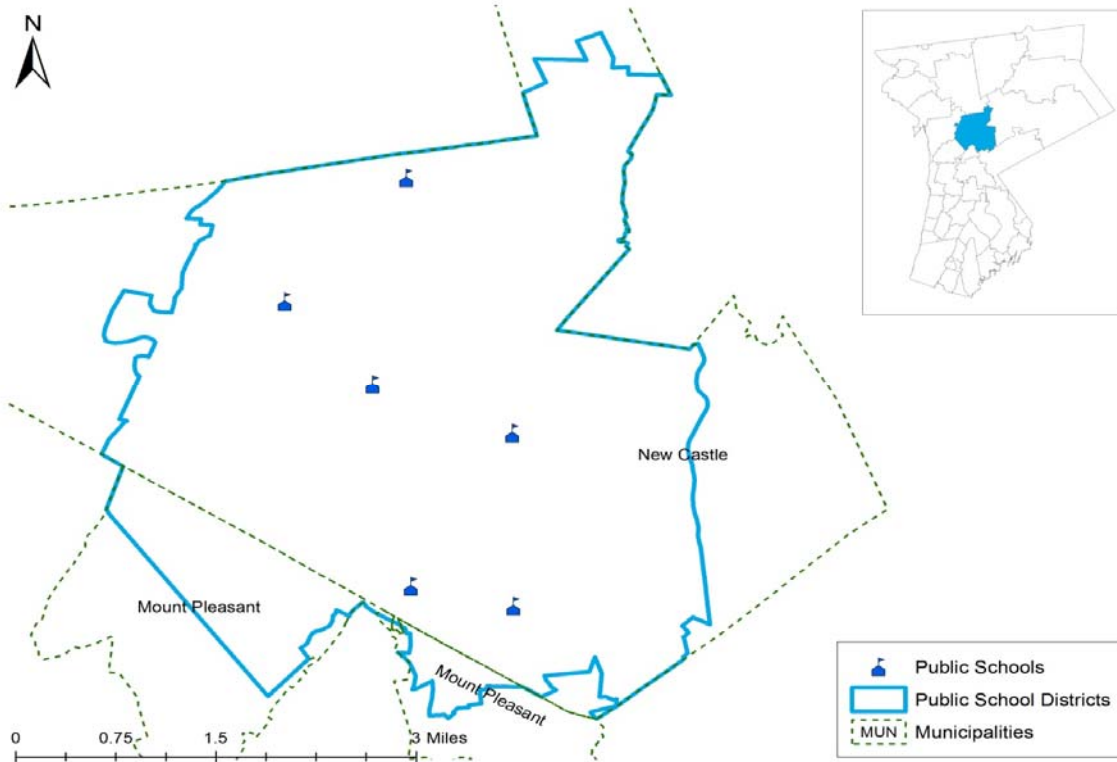 N
New Castle
Mount Pleasant
Mount Pleasant
0 0.75 1.5 3 Miles
Public Schools
Public School Districts
MUN Municipalities